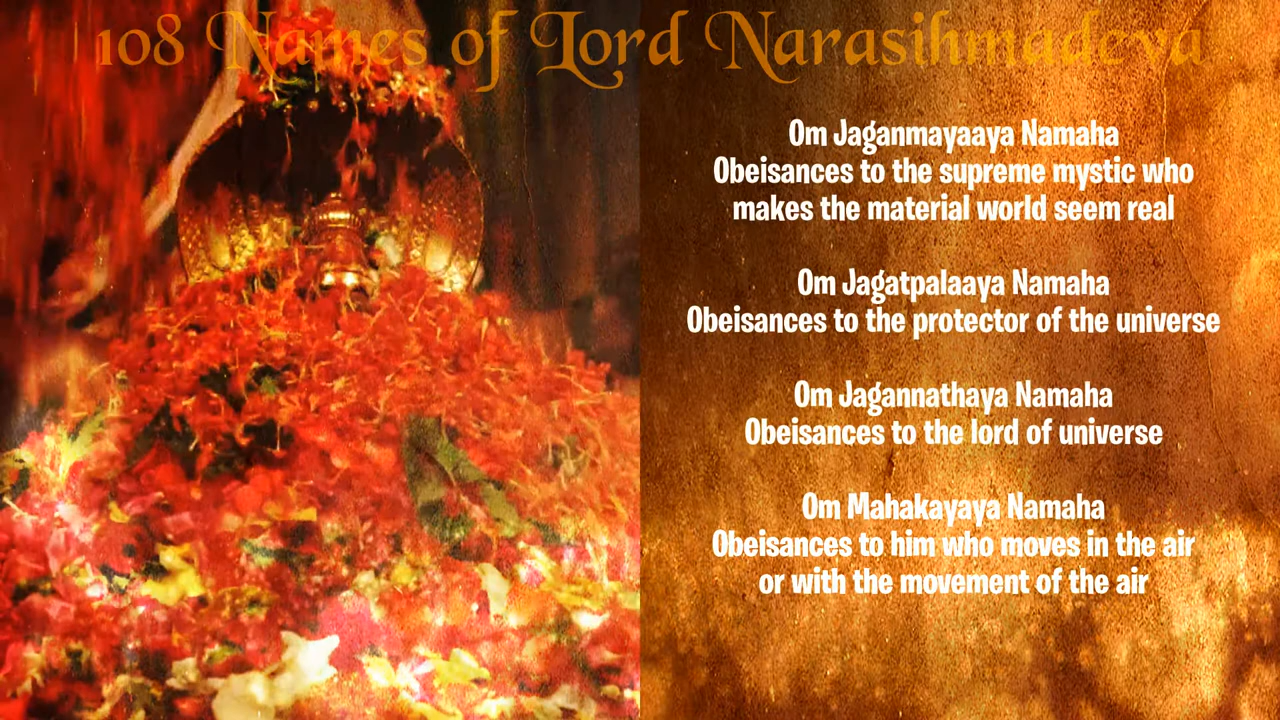 108 Names of Lord Narasihmadeva
Om Jaganmayaaya Namaha
Obeisances to the supreme mystic who
makes the material world seem real
Om Jagatpalaaya Namaha
Obeisances to the protector of the universe
Om Jagannathaya Namaha
Obeisances to the lord of universe
Om Mahakayaya Namaha
Obeisances to him who moves in the air
or with the movement of the air